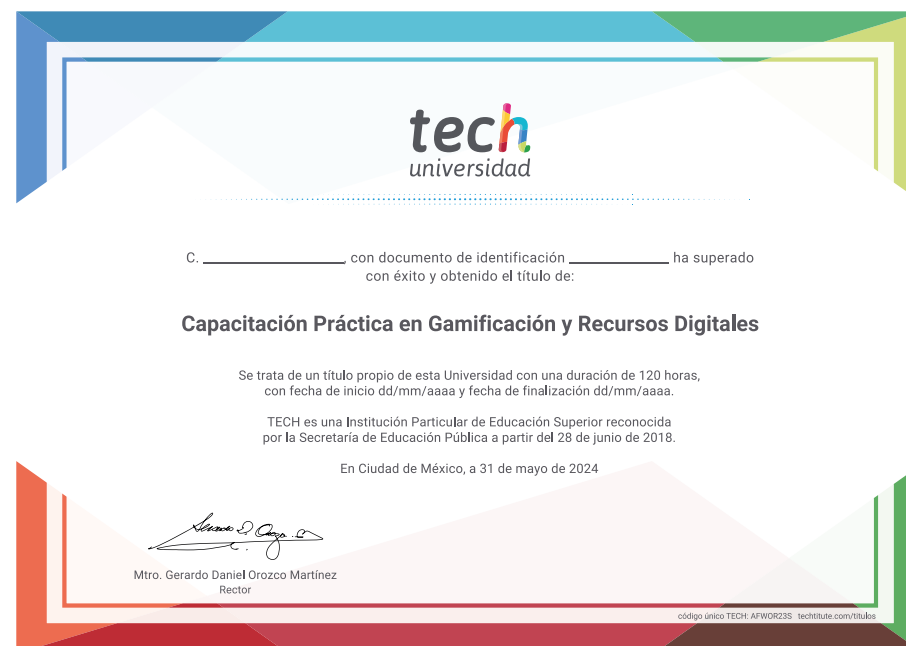 tech
universidad
C. ____________________, con documento de identificación ______________ ha superado
con éxito y obtenido el título de:
Capacitación Práctica en Gamificación y Recursos Digitales
Se trata de un título propio de esta Universidad con una duración de 120 horas,
con fecha de inicio dd/mm/aaaa y fecha de finalización dd/mm/aaaa.
TECH es una Institución Particular de Educación Superior reconocida
por la Secretaría de Educación Pública a partir del 28 de junio de 2018.
En Ciudad de México, a 31 de mayo de 2024
Mtro. Gerardo Daniel Orozco Martínez
Rector
código único TECH: AFWOR23S techtitute.com/titulos